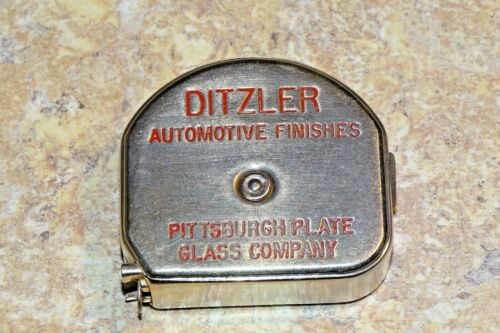 DITZLER
AUTOMOTIVE FINISHES
PITTSBURGH PLATE
GLASS COMPANY